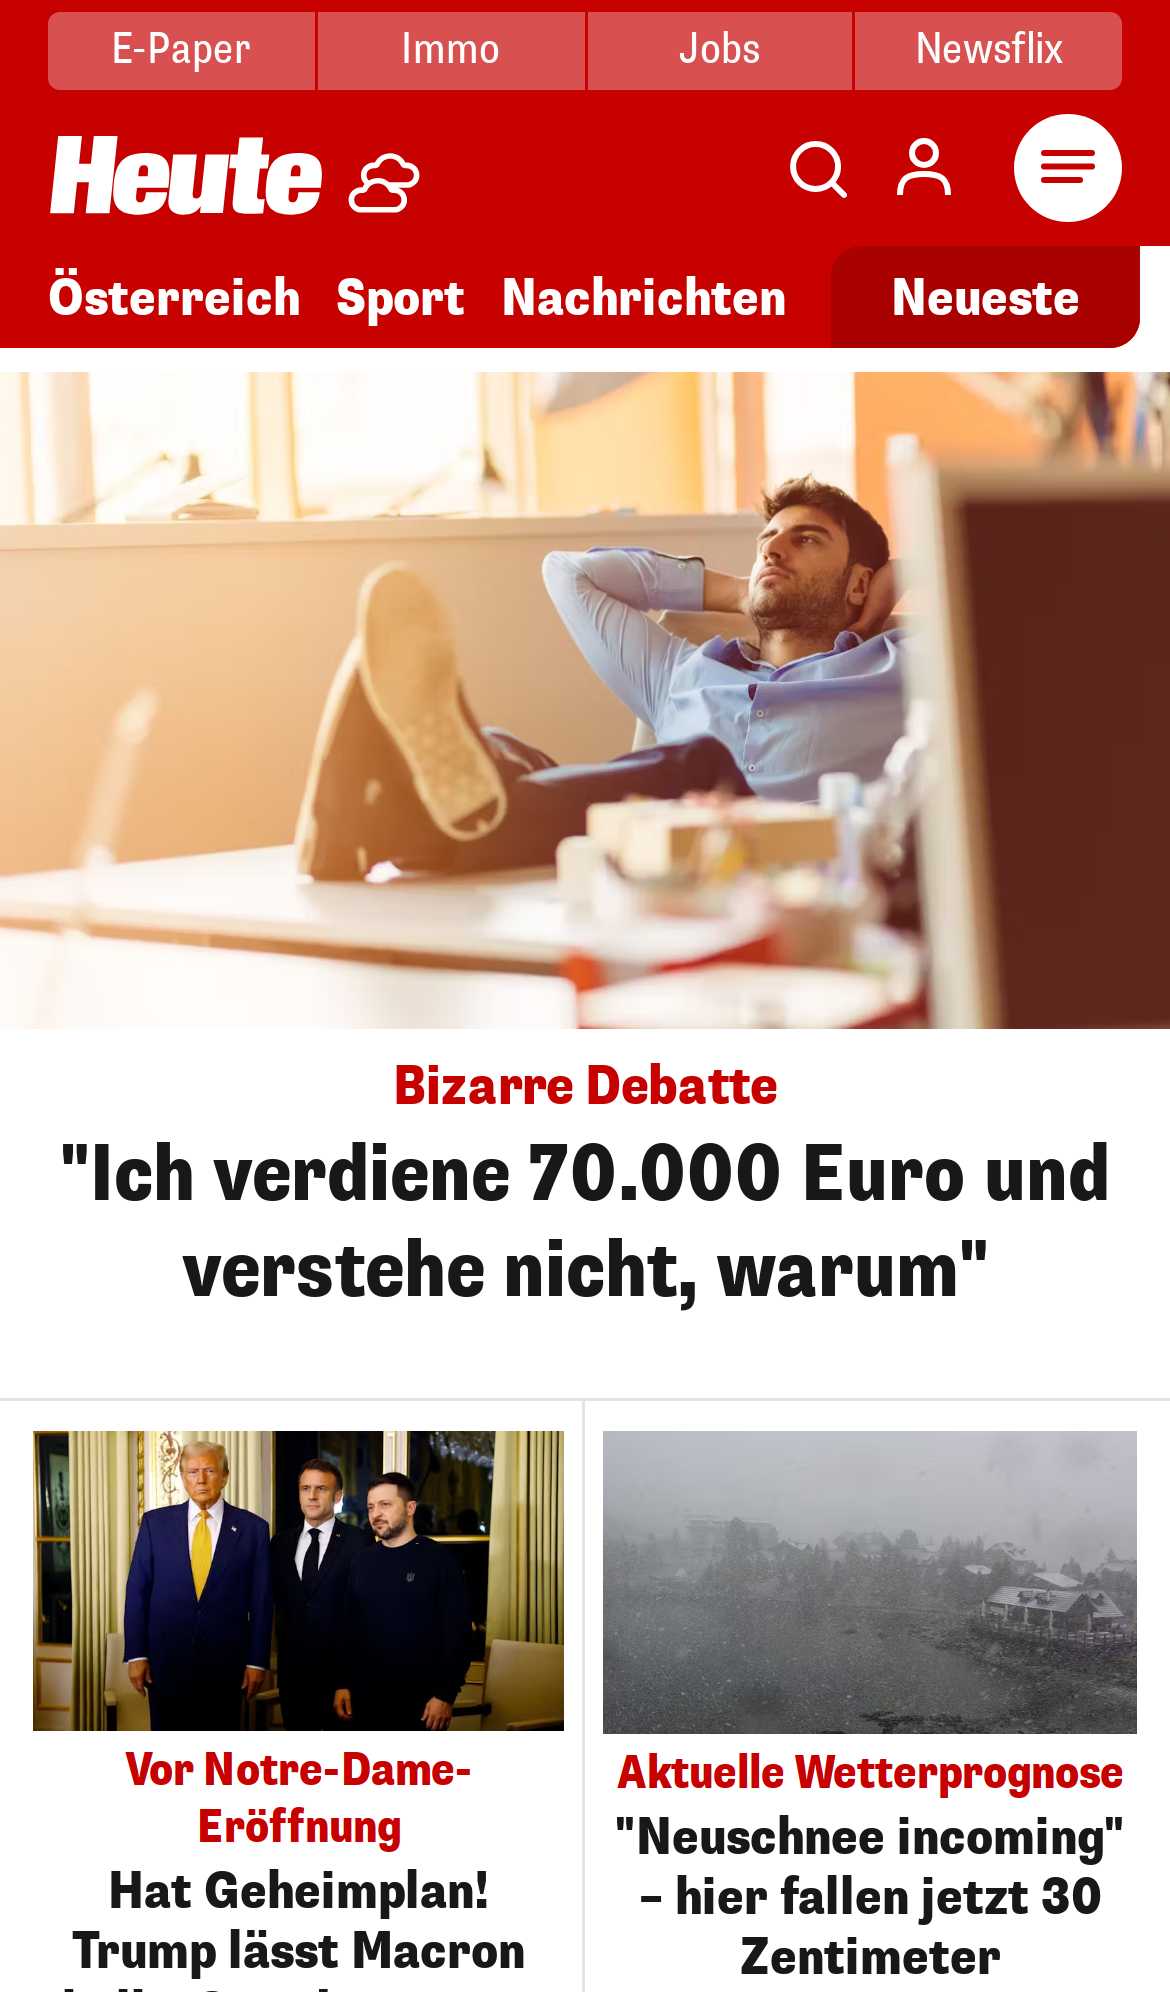 E-Paper
Immo
Jobs
Newsflix
Heute
Österreich
Sport
Nachrichten
Neueste
Bizarre Debatte
"Ich verdiene 70.000 Euro und
verstehe nicht, warum"
Vor Notre-Dame-
Eröffnung
Hat Geheimplan!
Trump lässt Macron
Aktuelle Wetterprognose
"Neuschnee incoming"
– hier fallen jetzt 30
Zentimeter